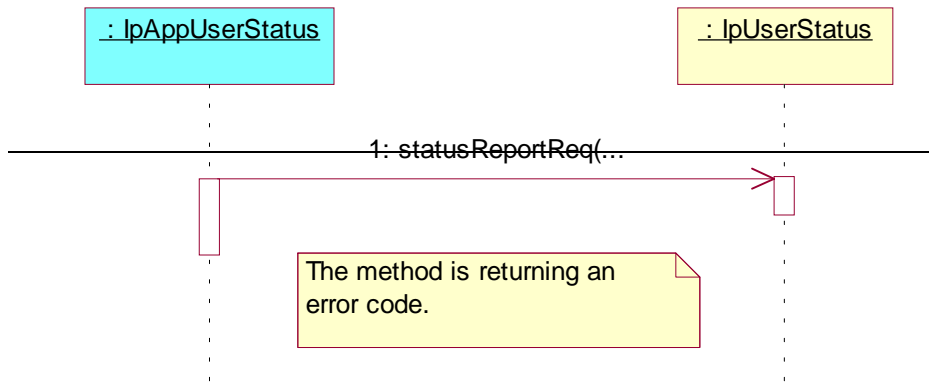 : IpAppUserStatus
: IpUserStatus
1: statusReportReq(...
The method is returning an
error code.